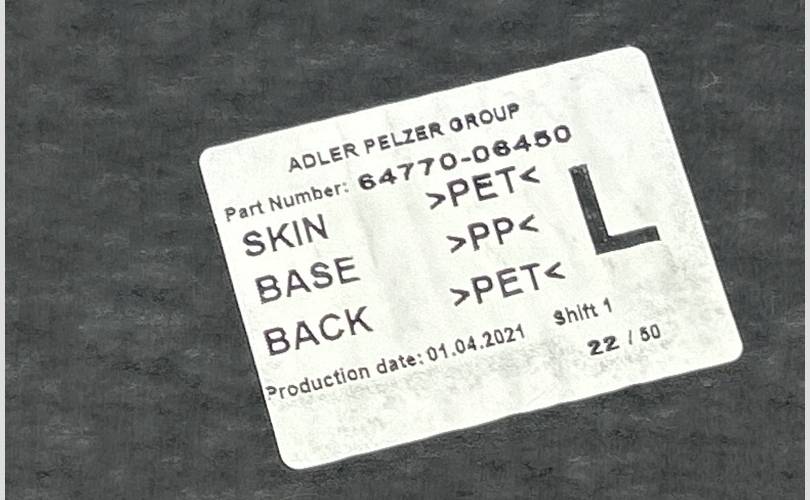 ADLER PELZER GROUP
Part Number: 64770-06450
SKIN >PET<
BASE >PP<
BACK >PET<
L
Production date: 01.04.2021 Shift 1
22 / 50